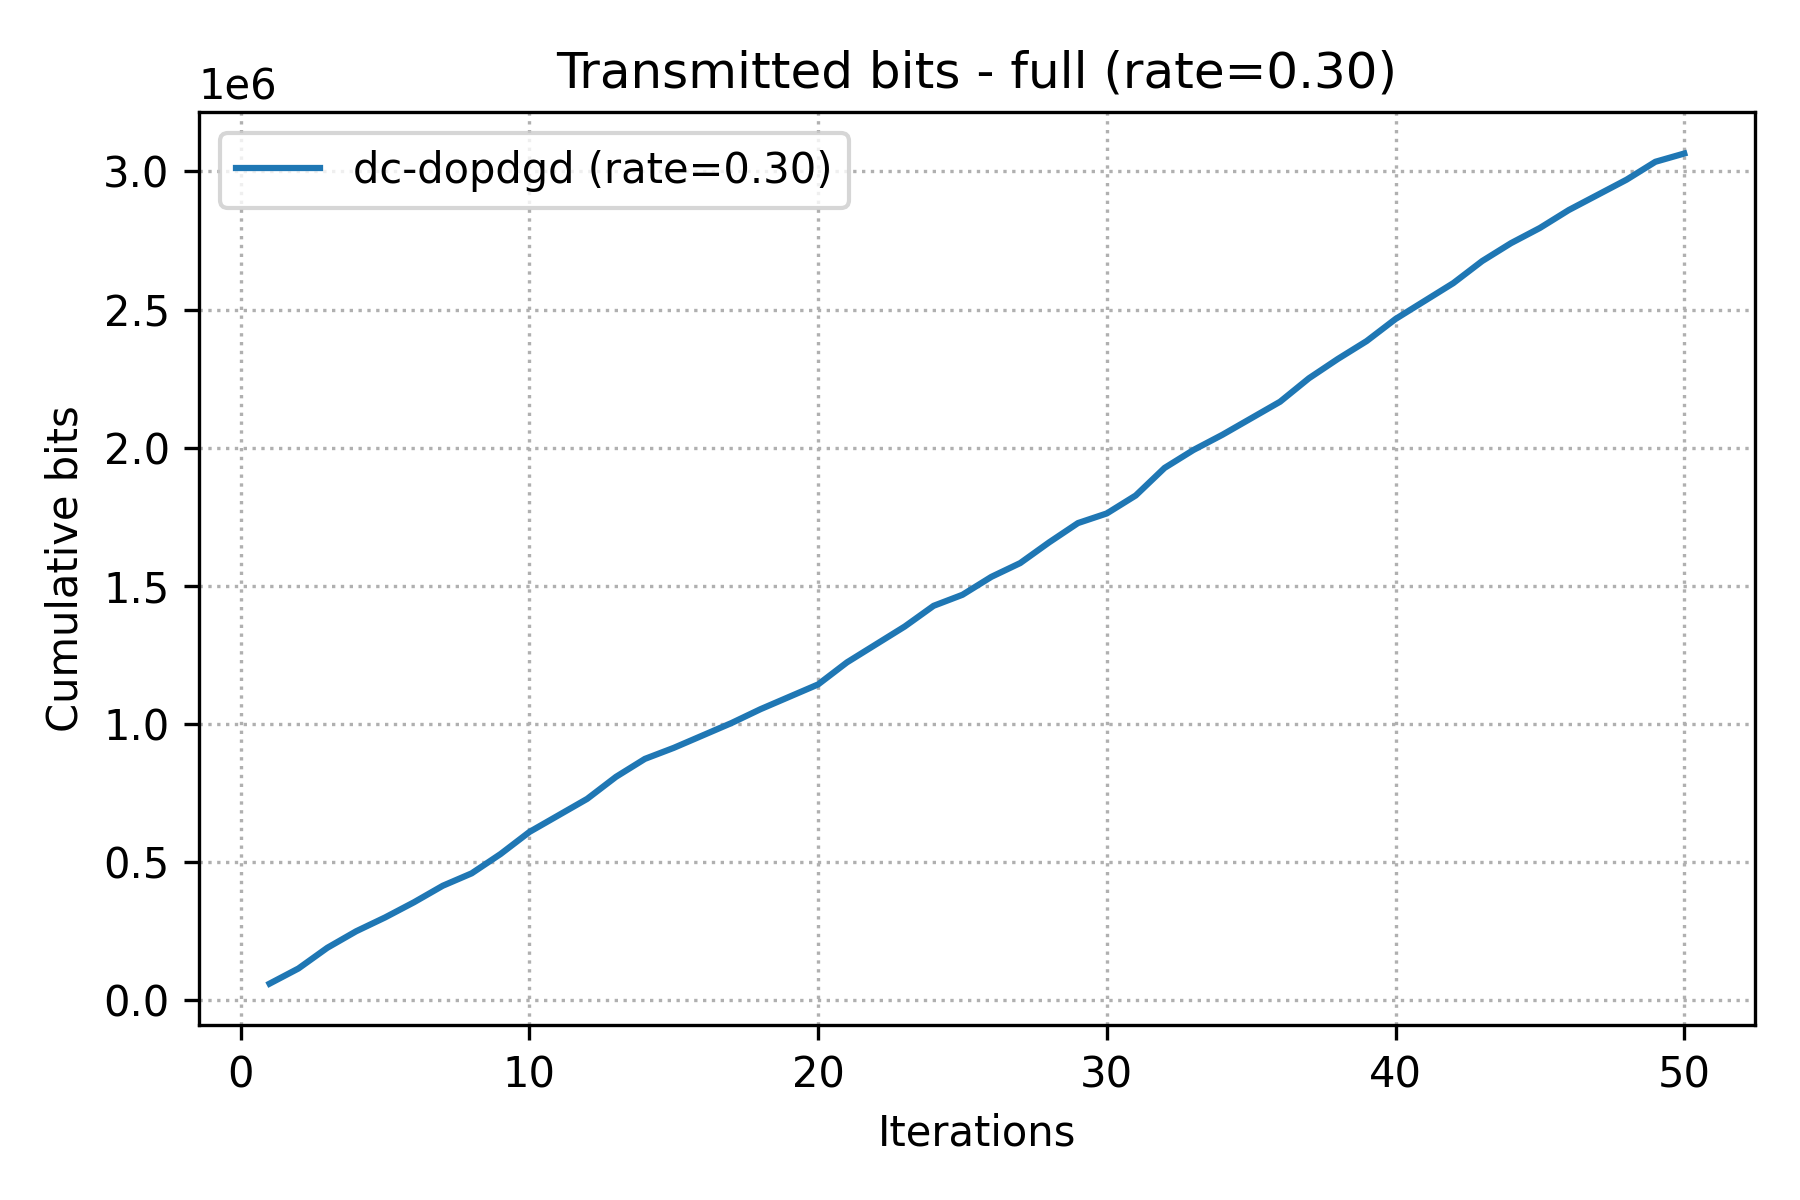 Transmitted bits - full (rate=0.30)
1e6
dc-dopdgd (rate=0.30)
3.0
2.5
2.0
1.5
1.0
0.5
0.0
Cumulative bits
0 10 20 30 40 50
Iterations